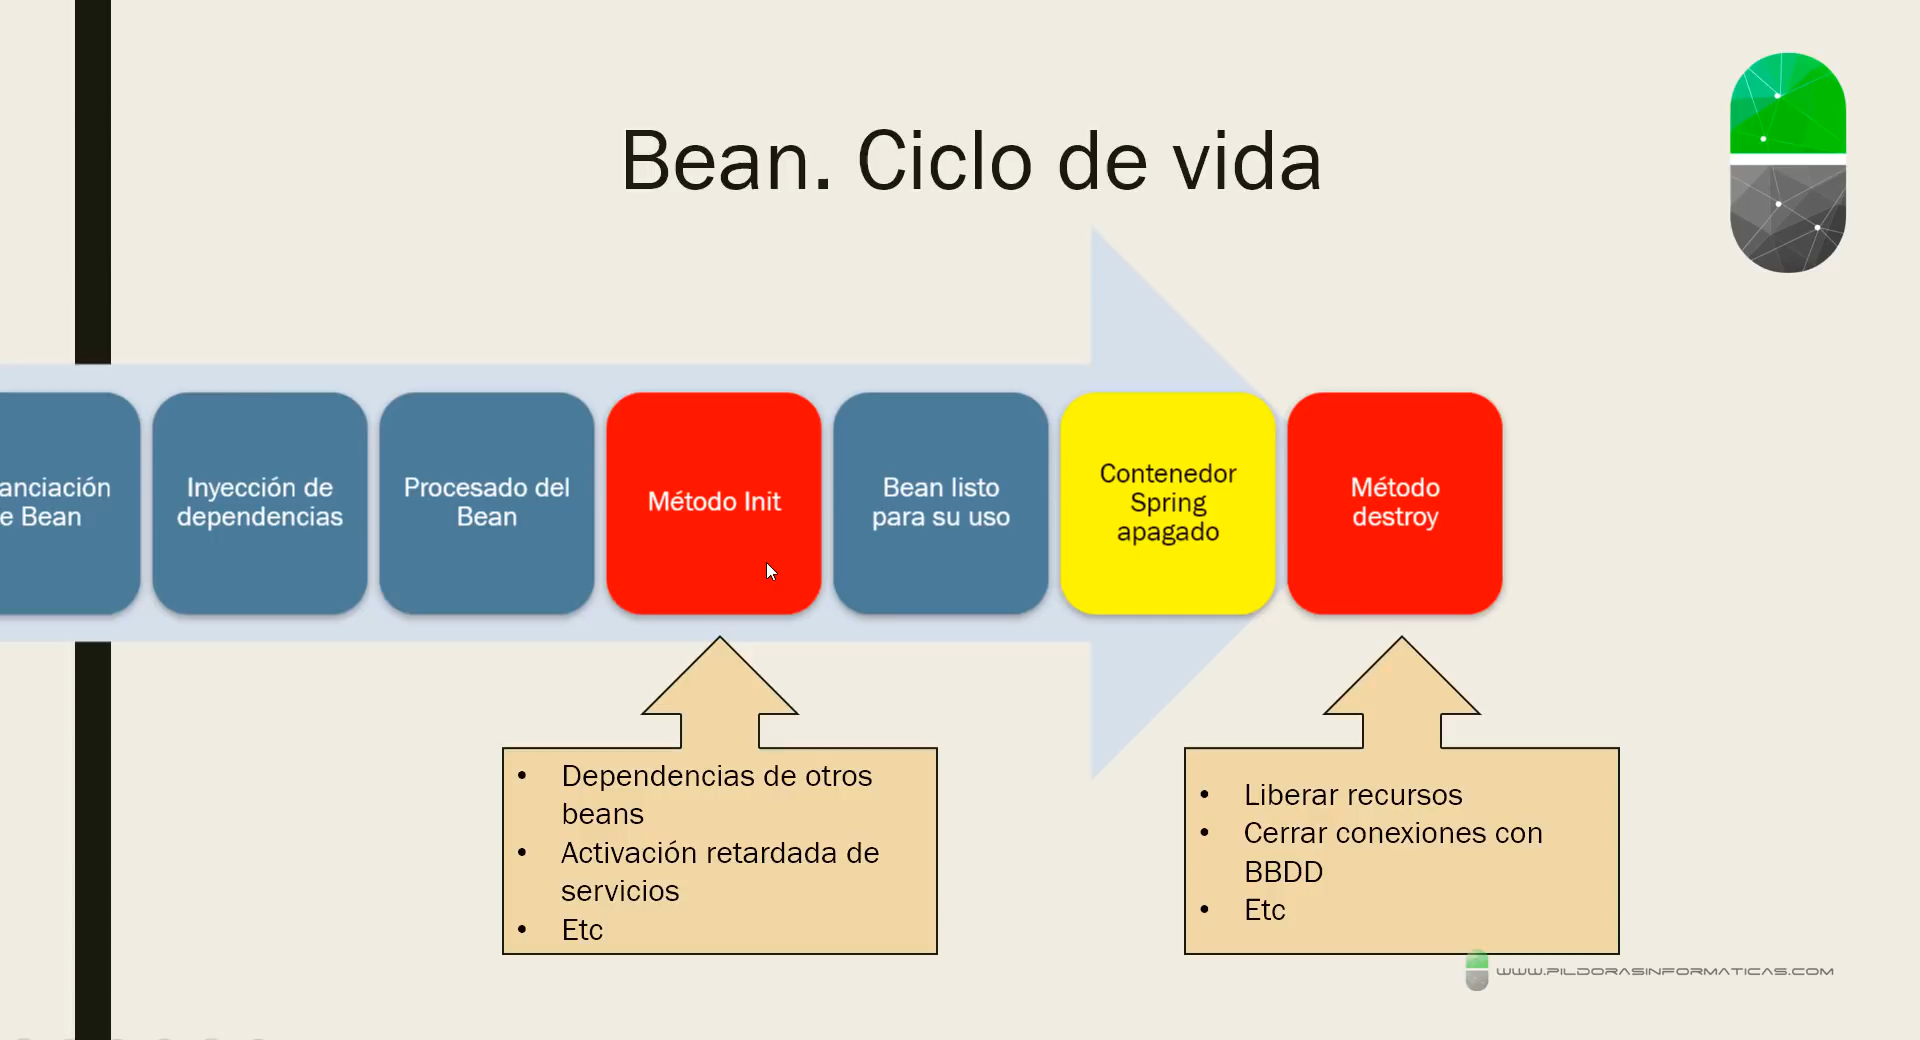 Bean. Ciclo de vida
anciación
e Bean
Inyección de
dependencias
Procesado del
Bean
Método Init
Bean listo
para su uso
Contenedor
Spring
apagado
Método
destroy
• Dependencias de otros
beans
• Activación retardada de
servicios
• Etc
• Liberar recursos
• Cerrar conexiones con
BBDD
• Etc
WWW.PILDORASINFORMATICAS.COM